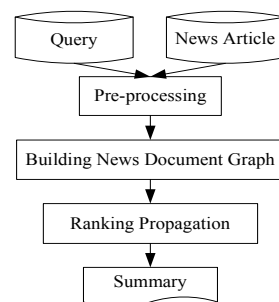 Query
News Article
Pre-processing
Building News Document Graph
Ranking Propagation
Summary